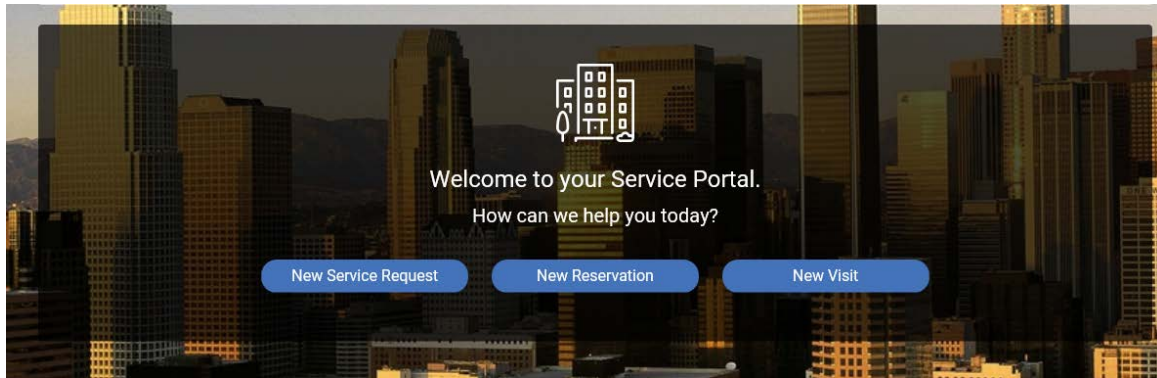 Welcome to your Service Portal.
How can we help you today?
New Service Request
New Reservation
New Visit